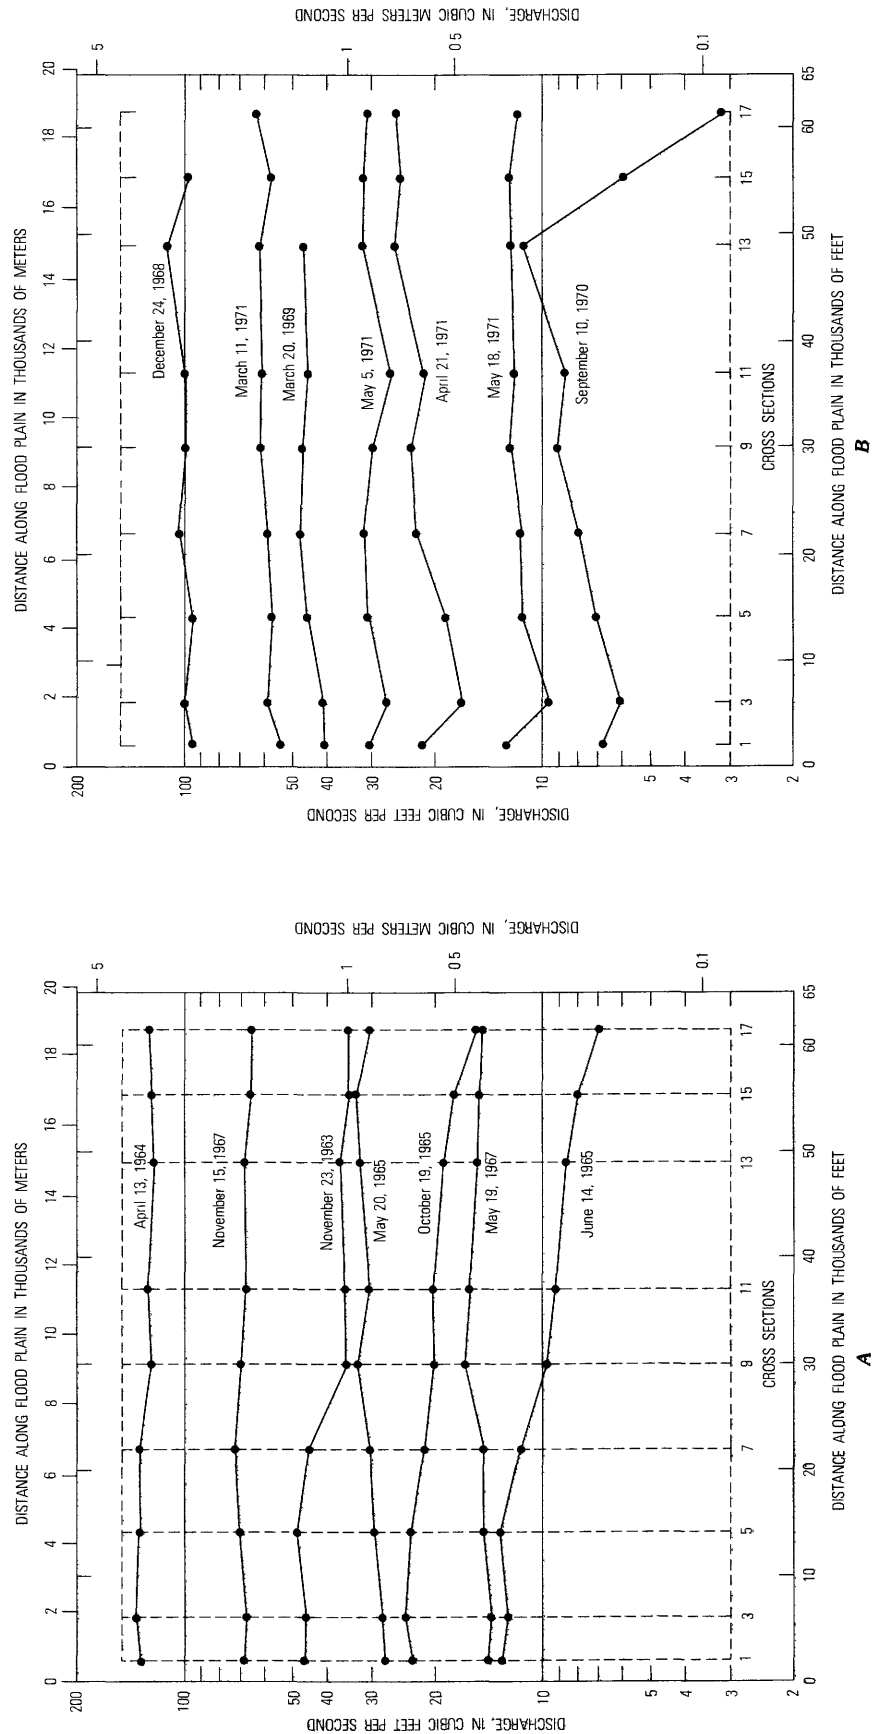 DISTANCE ALONG FLOOD PLAIN IN THOUSANDS OF METERS
0 2 4 6 8 10 12 14 16 18 20
DISCHARGE, IN CUBIC FEET PER SECOND
200
100
50
40
30
20
10
5
4
3
2
DISCHARGE, IN CUBIC METERS PER SECOND
5
1
0.5
0.1
April 13, 1964
November 15, 1967
November 23, 1963
May 20, 1965
October 19, 1965
May 19, 1967
June 14, 1965
1 3 5 7 9 11 13 15 17
CROSS SECTIONS
0 10 20 30 40 50 60 65
DISTANCE ALONG FLOOD PLAIN IN THOUSANDS OF FEET
A
DISTANCE ALONG FLOOD PLAIN IN THOUSANDS OF METERS
0 2 4 6 8 10 12 14 16 18 20
DISCHARGE, IN CUBIC FEET PER SECOND
200
100
50
40
30
20
10
5
4
3
2
DISCHARGE, IN CUBIC METERS PER SECOND
5
1
0.5
0.1
December 24, 1968
March 11, 1971
March 20, 1969
May 5, 1971
April 21, 1971
May 18, 1971
September 10, 1970
1 3 5 7 9 11 13 15 17
CROSS SECTIONS
0 10 20 30 40 50 60 65
DISTANCE ALONG FLOOD PLAIN IN THOUSANDS OF FEET
B